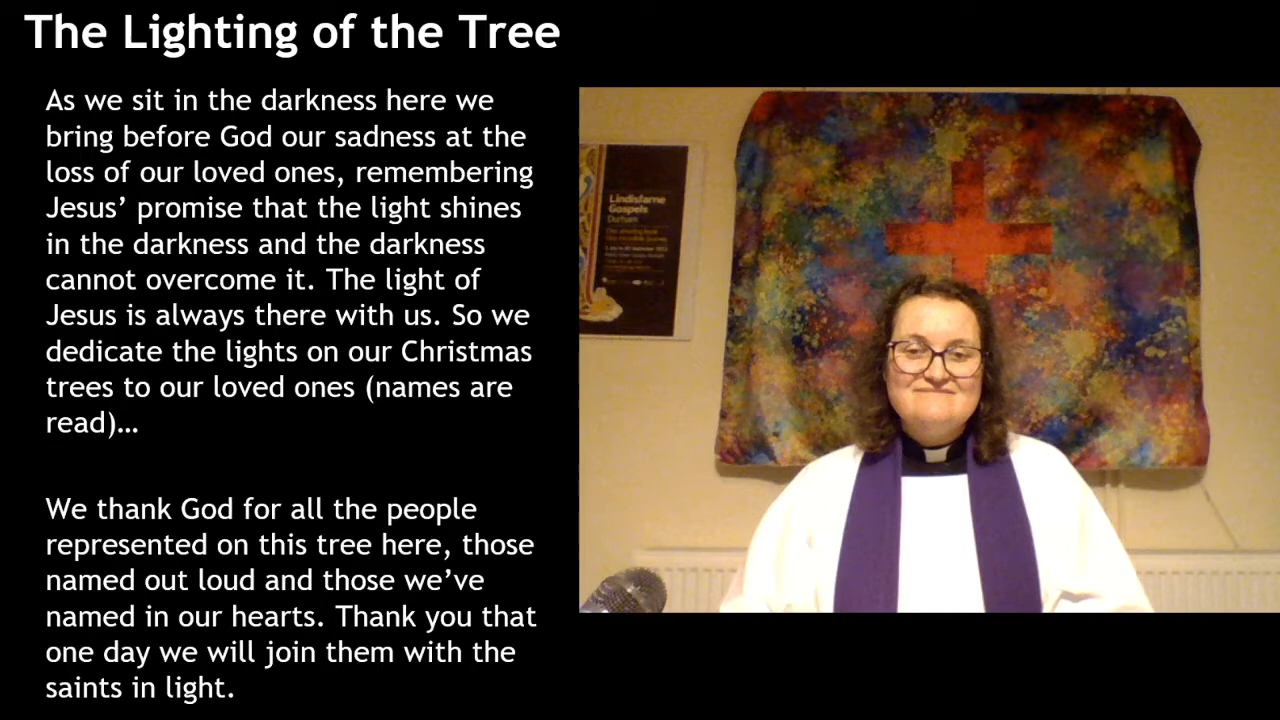 The Lighting of the Tree
As we sit in the darkness here we
bring before God our sadness at the
loss of our loved ones, remembering
Jesus’ promise that the light shines
in the darkness and the darkness
cannot overcome it. The light of
Jesus is always there with us. So we
dedicate the lights on our Christmas
trees to our loved ones (names are
read)…
We thank God for all the people
represented on this tree here, those
named out loud and those we’ve
named in our hearts. Thank you that
one day we will join them with the
saints in light.
Lindisfarne
Gospels
Durham